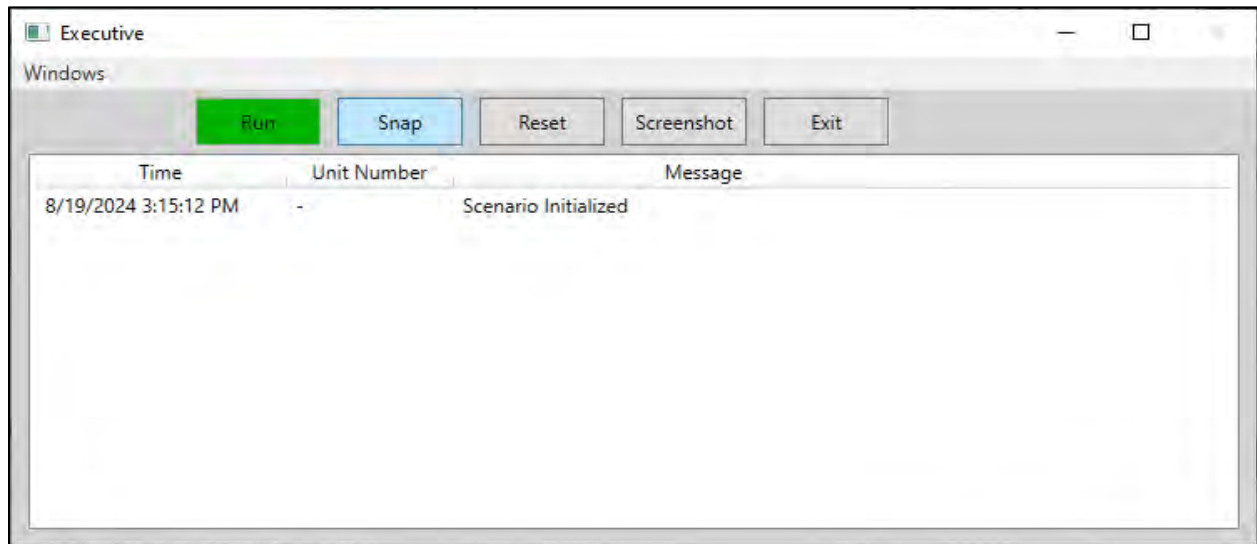 Executive
Windows
Run Snap Reset Screenshot Exit
Time Unit Number Message
8/19/2024 3:15:12 PM - Scenario Initialized